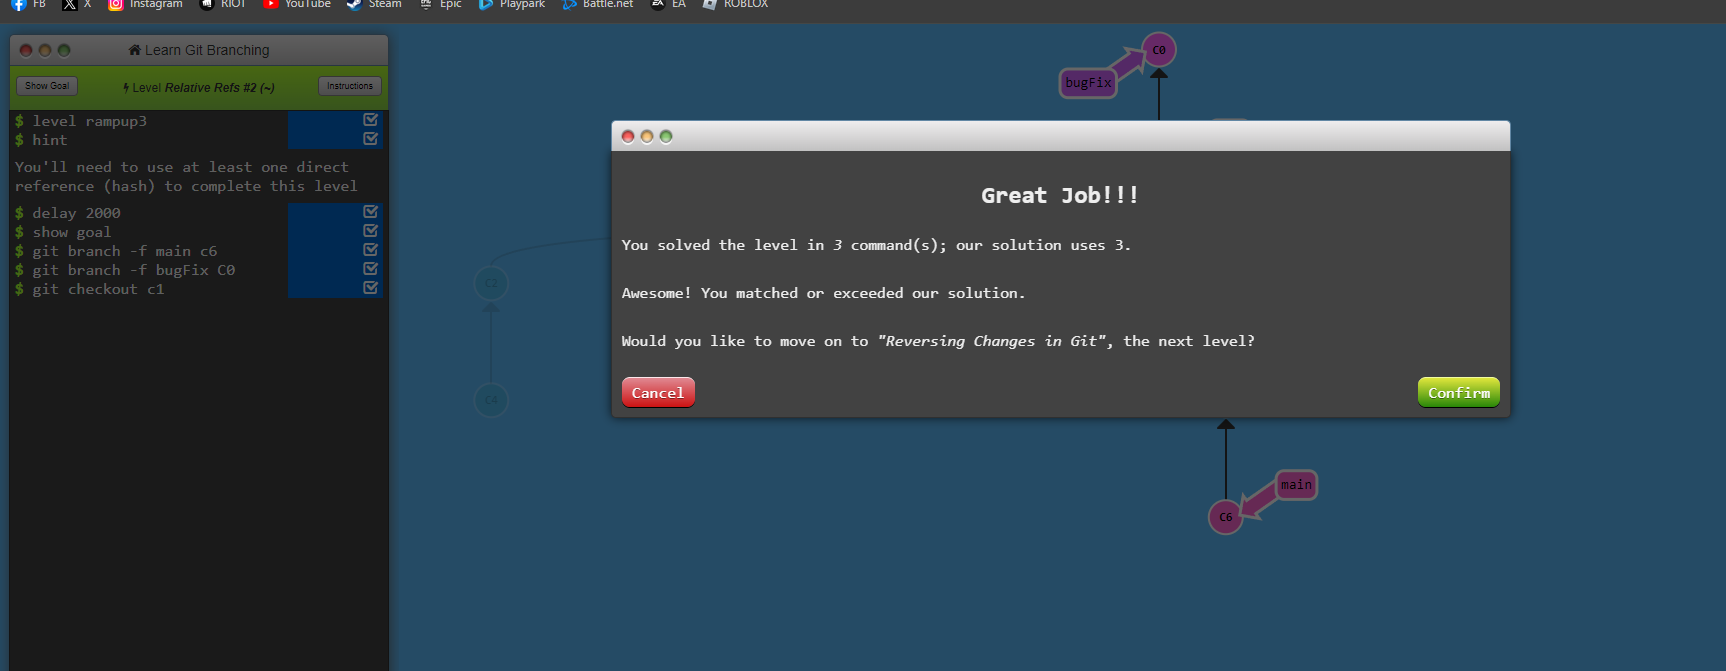 FB X Instagram RIOT YouTube Steam Epic Playpark Battle.net EA ROBLOX
Learn Git Branching
Show Goal
Level Relative Refs #2 (~)
Instructions
$ level rampup3
$ hint
You'll need to use at least one direct
reference (hash) to complete this level
$ delay 2000
$ show goal
$ git branch -f main c6
$ git branch -f bugFix C0
$ git checkout c1
C0
bugFix
Great Job!!!
You solved the level in 3 command(s); our solution uses 3.
Awesome! You matched or exceeded our solution.
Would you like to move on to "Reversing Changes in Git", the next level?
Cancel
Confirm
C2
C4
main
C6